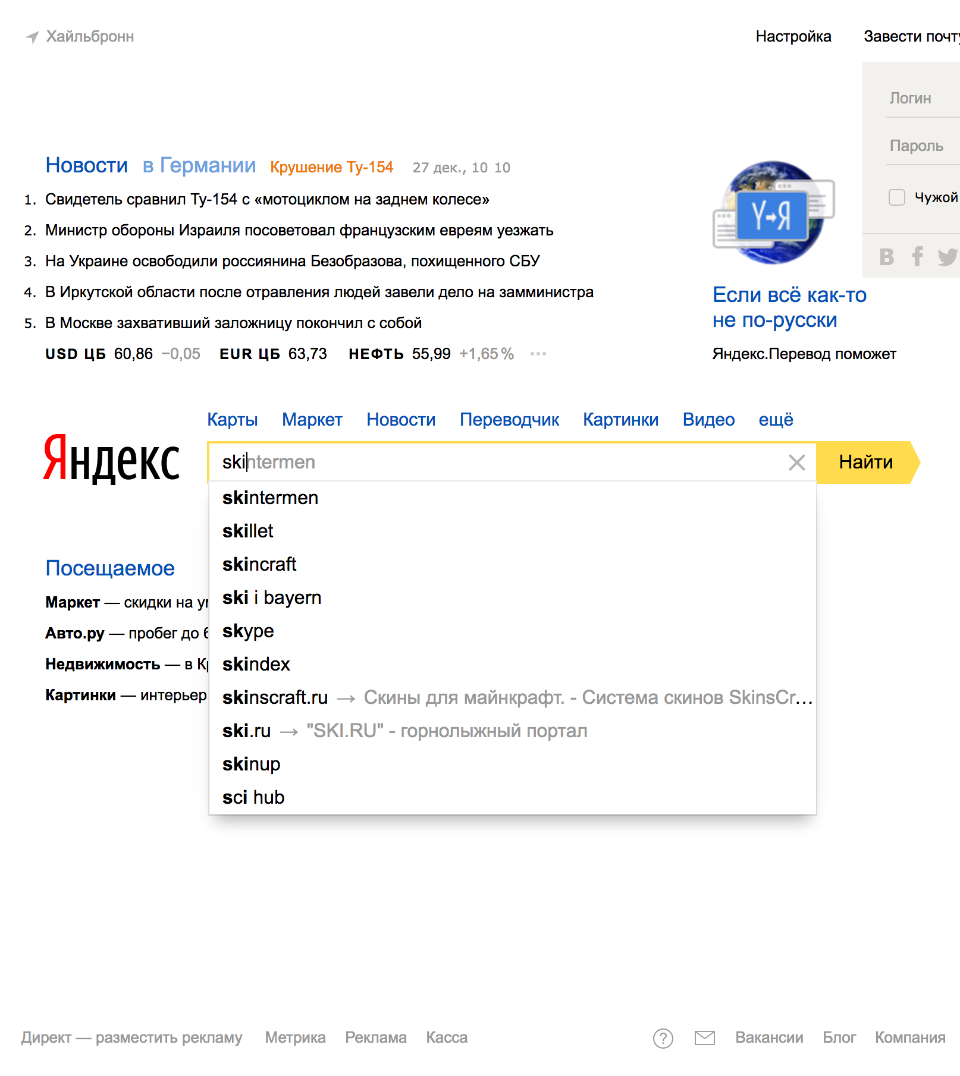 Хайльбронн
Настройка
Завести почту
Логин
Пароль
Чужой
Новости в Германии Крушение Ту-154 27 дек., 10 10
1. Свидетель сравнил Ту-154 с «мотоциклом на заднем колесе»
2. Министр обороны Израиля посоветовал французским евреям уезжать
3. На Украине освободили россиянина Безобразова, похищенного СБУ
4. В Иркутской области после отравления людей завели дело на замминистра
5. В Москве захвативший заложницу покончил с собой
USD ЦБ 60,86 −0,05 EUR ЦБ 63,73 НЕФТЬ 55,99 +1,65% ···
Y→Я
Если всё как-то
не по-русски
Яндекс.Перевод поможет
Карты Маркет Новости Переводчик Картинки Видео ещё
Яндекс
skintermen
Найти
skintermen
skillet
skincraft
ski i bayern
skype
skindex
skinscraft.ru → Скины для майнкрафт. - Система скинов SkinsCr...
ski.ru → "SKI.RU" - горнолыжный портал
skinup
sci hub
Посещаемое
Маркет — скидки на
Авто.ру — пробег до
Недвижимость — в
Картинки — интерьер
Директ — разместить рекламу Метрика Реклама Касса
? Вакансии Блог Компания